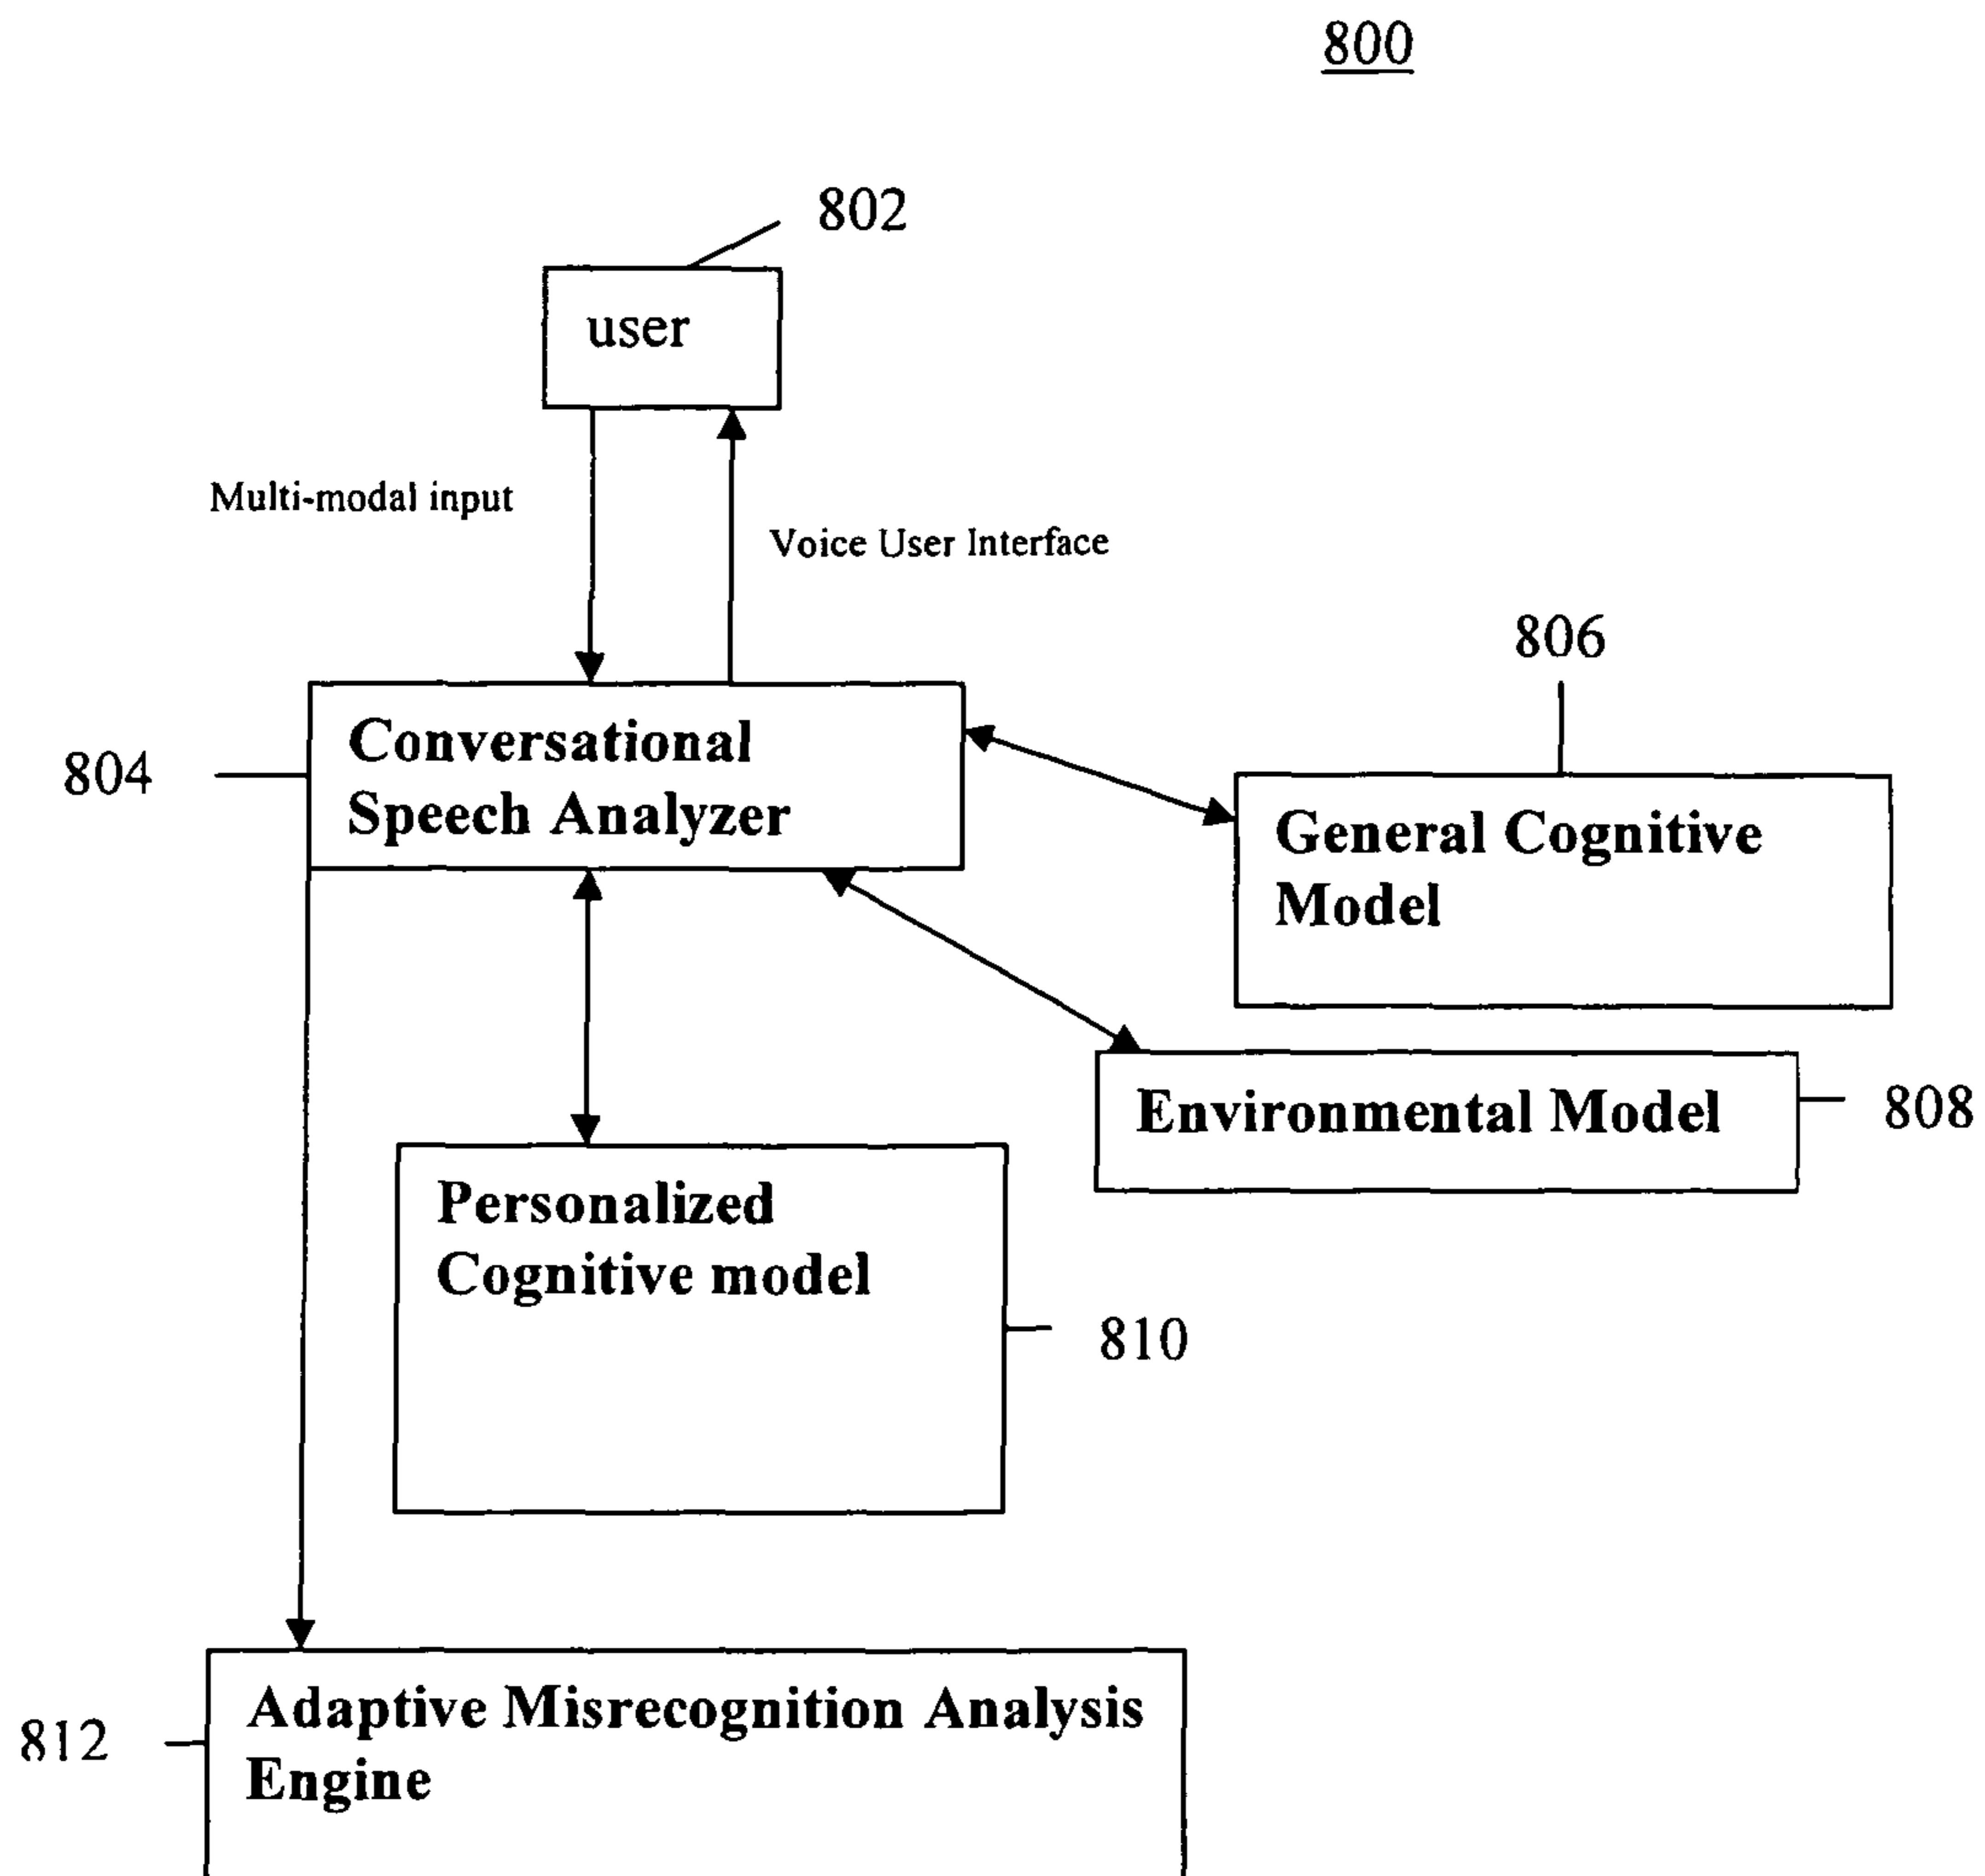 800
802
user
Multi-modal input
Voice User Interface
806
804
Conversational
Speech Analyzer
General Cognitive
Model
Environmental Model
808
Personalized
Cognitive model
810
812
Adaptive Misrecognition Analysis
Engine